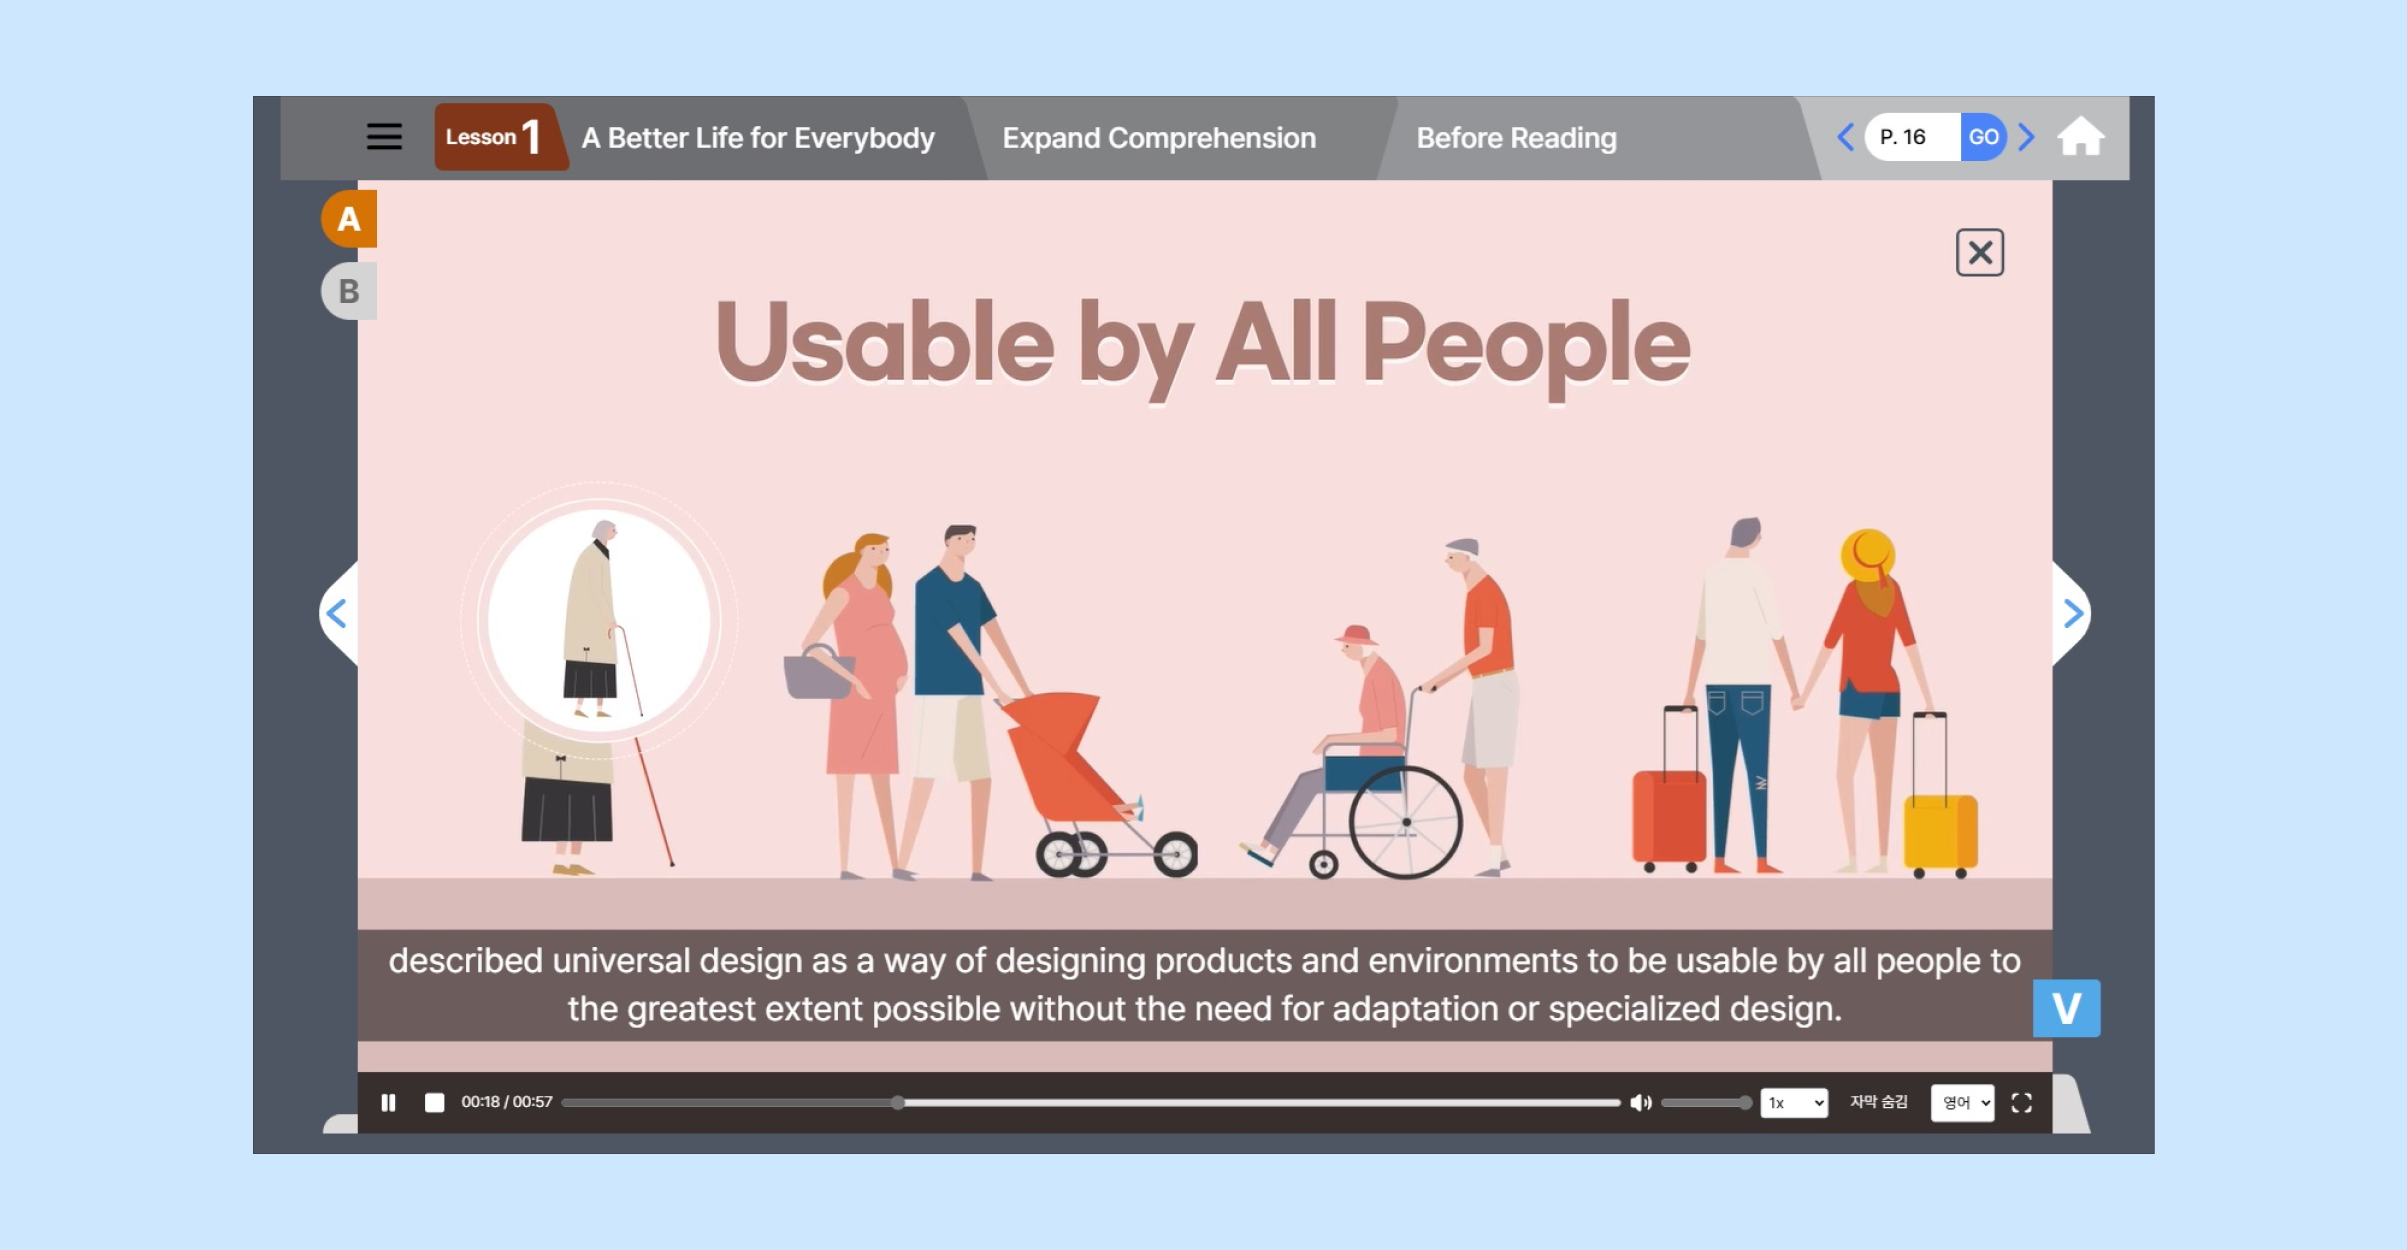 Lesson 1
A Better Life for Everybody
Expand Comprehension
Before Reading
P. 16
GO
A
B
Usable by All People
described universal design as a way of designing products and environments to be usable by all people to
the greatest extent possible without the need for adaptation or specialized design.
V
00:18 / 00:57
1x
자막 숨김
영어